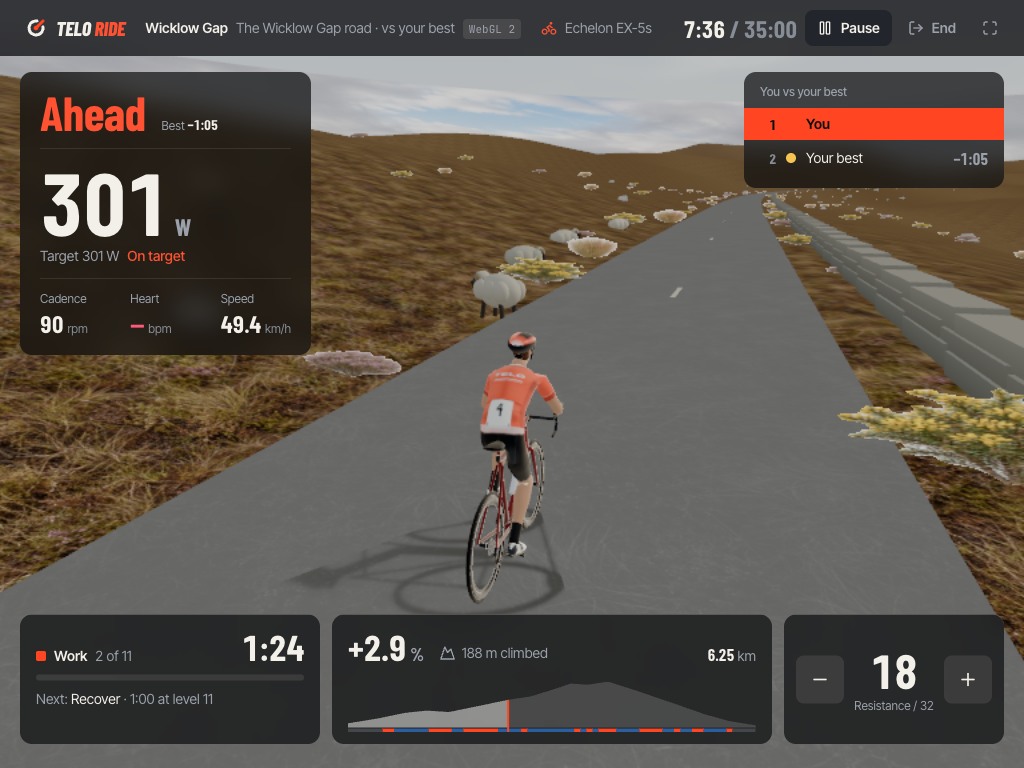 TELO RIDE
Wicklow Gap The Wicklow Gap road · vs your best WebGL 2
Echelon EX-5s
7:36 / 35:00
Pause
End
Ahead Best −1:05
301 W
Target 301 W On target
Cadence Heart Speed
90 rpm – bpm 49.4 km/h
You vs your best
1 You
2 Your best −1:05
TELO
4
Work 2 of 11 1:24
Next: Recover · 1:00 at level 11
+2.9 % 188 m climbed 6.25 km
− 18 +
Resistance / 32